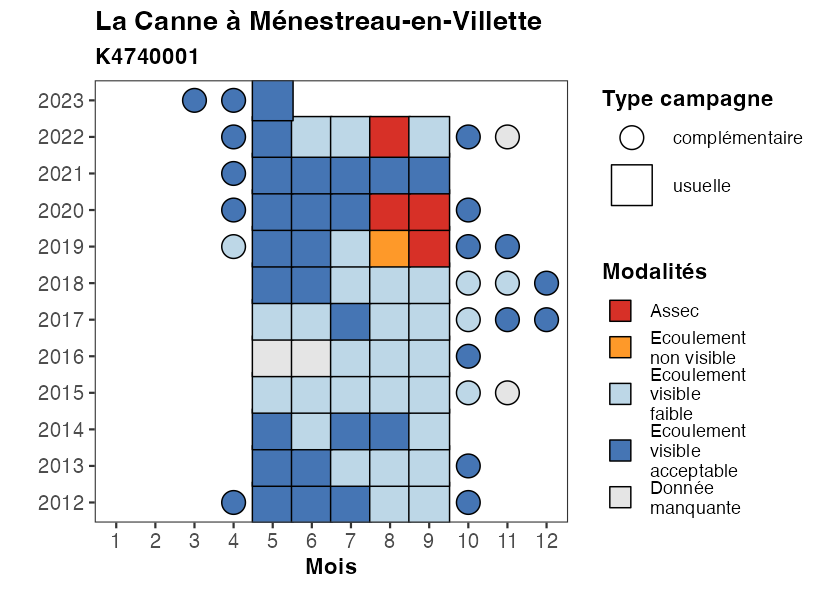 La Canne à Ménestreau-en-Villette
K4740001
2023
2022
2021
2020
2019
2018
2017
2016
2015
2014
2013
2012
1 2 3 4 5 6 7 8 9 10 11 12
Mois
Type campagne
complémentaire
usuelle
Modalités
Assec
Ecoulement
non visible
Ecoulement
visible
faible
Ecoulement
visible
acceptable
Donnée
manquante